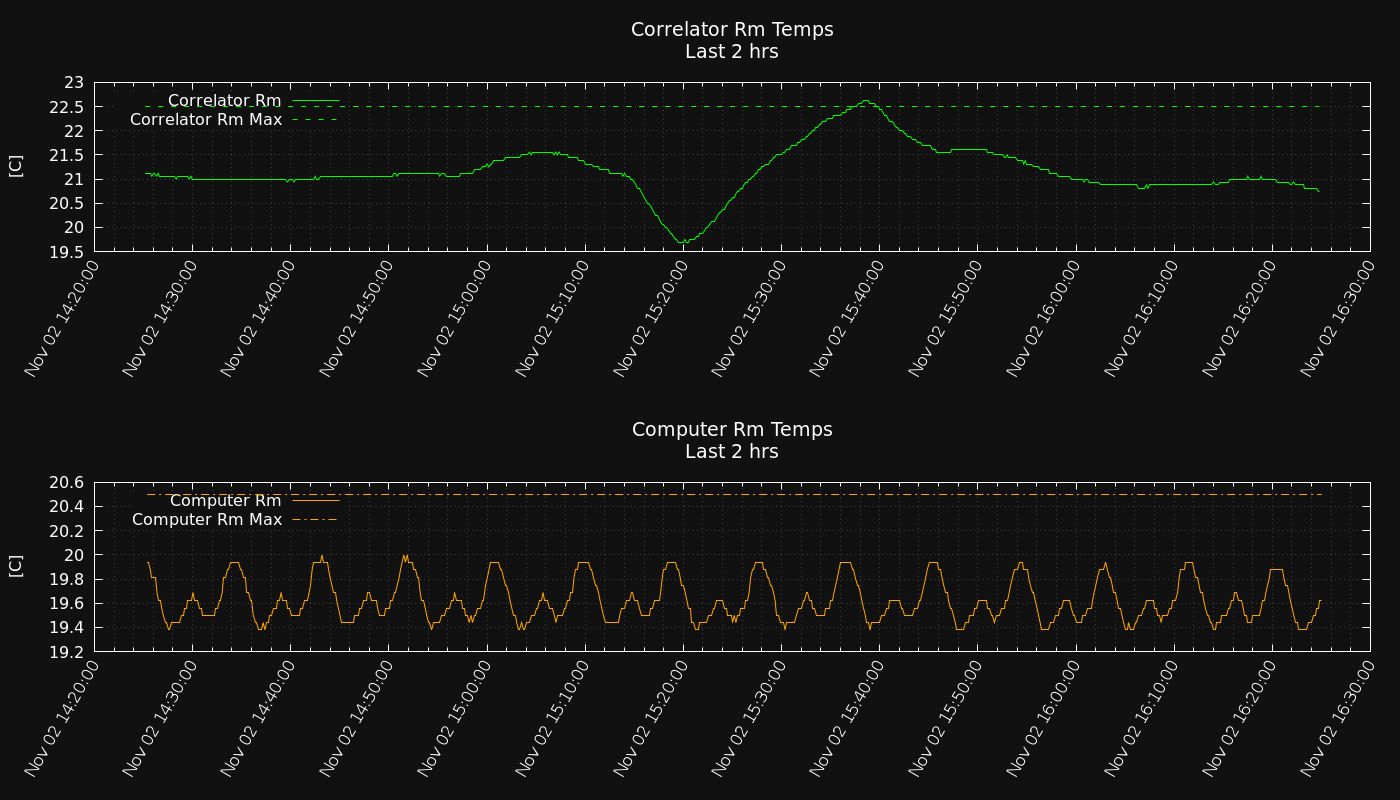 Correlator Rm Temps
Last 2 hrs
[C]
23
22.5
22
21.5
21
20.5
20
19.5
Correlator Rm
Correlator Rm Max
Nov 02 14:20:00
Nov 02 14:30:00
Nov 02 14:40:00
Nov 02 14:50:00
Nov 02 15:00:00
Nov 02 15:10:00
Nov 02 15:20:00
Nov 02 15:30:00
Nov 02 15:40:00
Nov 02 15:50:00
Nov 02 16:00:00
Nov 02 16:10:00
Nov 02 16:20:00
Nov 02 16:30:00
Computer Rm Temps
Last 2 hrs
[C]
20.6
20.4
20.2
20
19.8
19.6
19.4
19.2
Computer Rm
Computer Rm Max
Nov 02 14:20:00
Nov 02 14:30:00
Nov 02 14:40:00
Nov 02 14:50:00
Nov 02 15:00:00
Nov 02 15:10:00
Nov 02 15:20:00
Nov 02 15:30:00
Nov 02 15:40:00
Nov 02 15:50:00
Nov 02 16:00:00
Nov 02 16:10:00
Nov 02 16:20:00
Nov 02 16:30:00